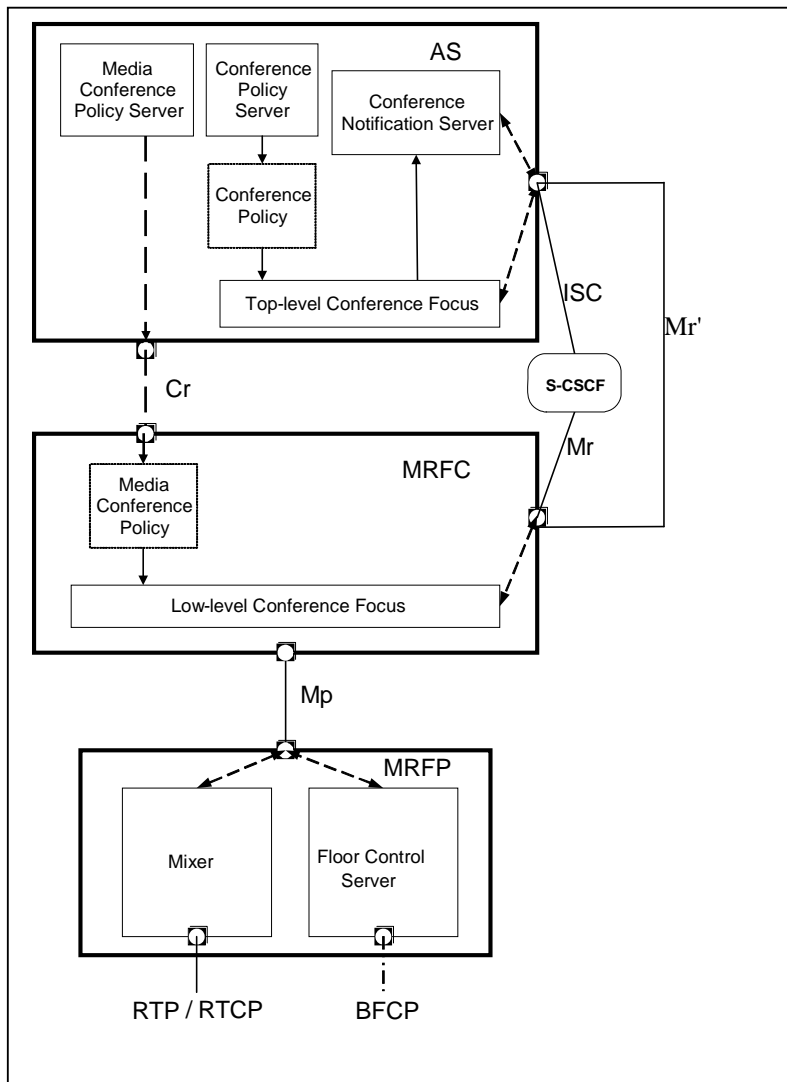 AS
Media
Conference
Policy Server
Conference
Policy
Server
Conference
Notification Server
Conference
Policy
Top-level Conference Focus
ISC
Mr'
S-CSCF
Cr
Mr
MRFC
Media
Conference
Policy
Low-level Conference Focus
Mp
MRFP
Mixer
Floor Control
Server
RTP / RTCP
BFCP